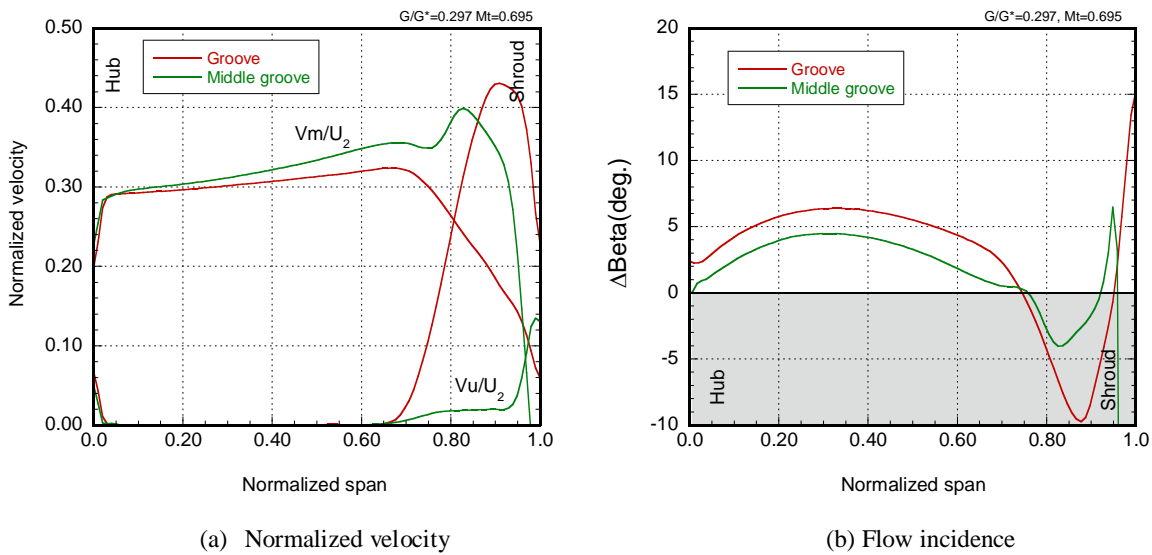 G/G*=0.297 Mt=0.695
0.50
0.40
0.30
0.20
0.10
0.00
Normalized velocity
Hub
Groove
Middle groove
Shroud
Vm/U2
Vu/U2
0.0 0.20 0.40 0.60 0.80 1.0
Normalized span
(a) Normalized velocity
G/G*=0.297, Mt=0.695
20
15
10
5
0
-5
-10
ΔBeta(deg.)
Groove
Middle groove
Hub
Shroud
0.0 0.20 0.40 0.60 0.80 1.0
Normalized span
(b) Flow incidence